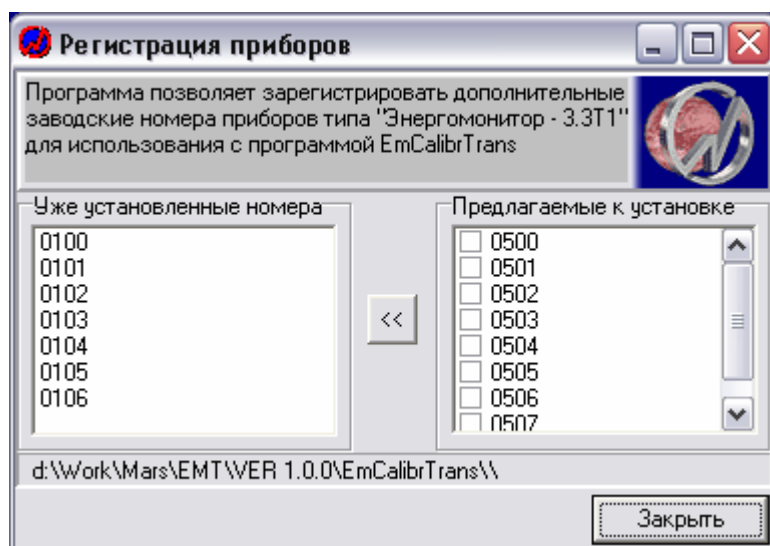 Регистрация приборов
Программа позволяет зарегистрировать дополнительные
заводские номера приборов типа "Энергомонитор - 3.3Т1"
для использования с программой EmCalibrTrans
Уже установленные номера
0100
0101
0102
0103
0104
0105
0106
<<
Предлагаемые к установке
0500
0501
0502
0503
0504
0505
0506
0507
d:\Work\Mars\EMT\VER 1.0.0\EmCalibrTrans\\
Закрыть